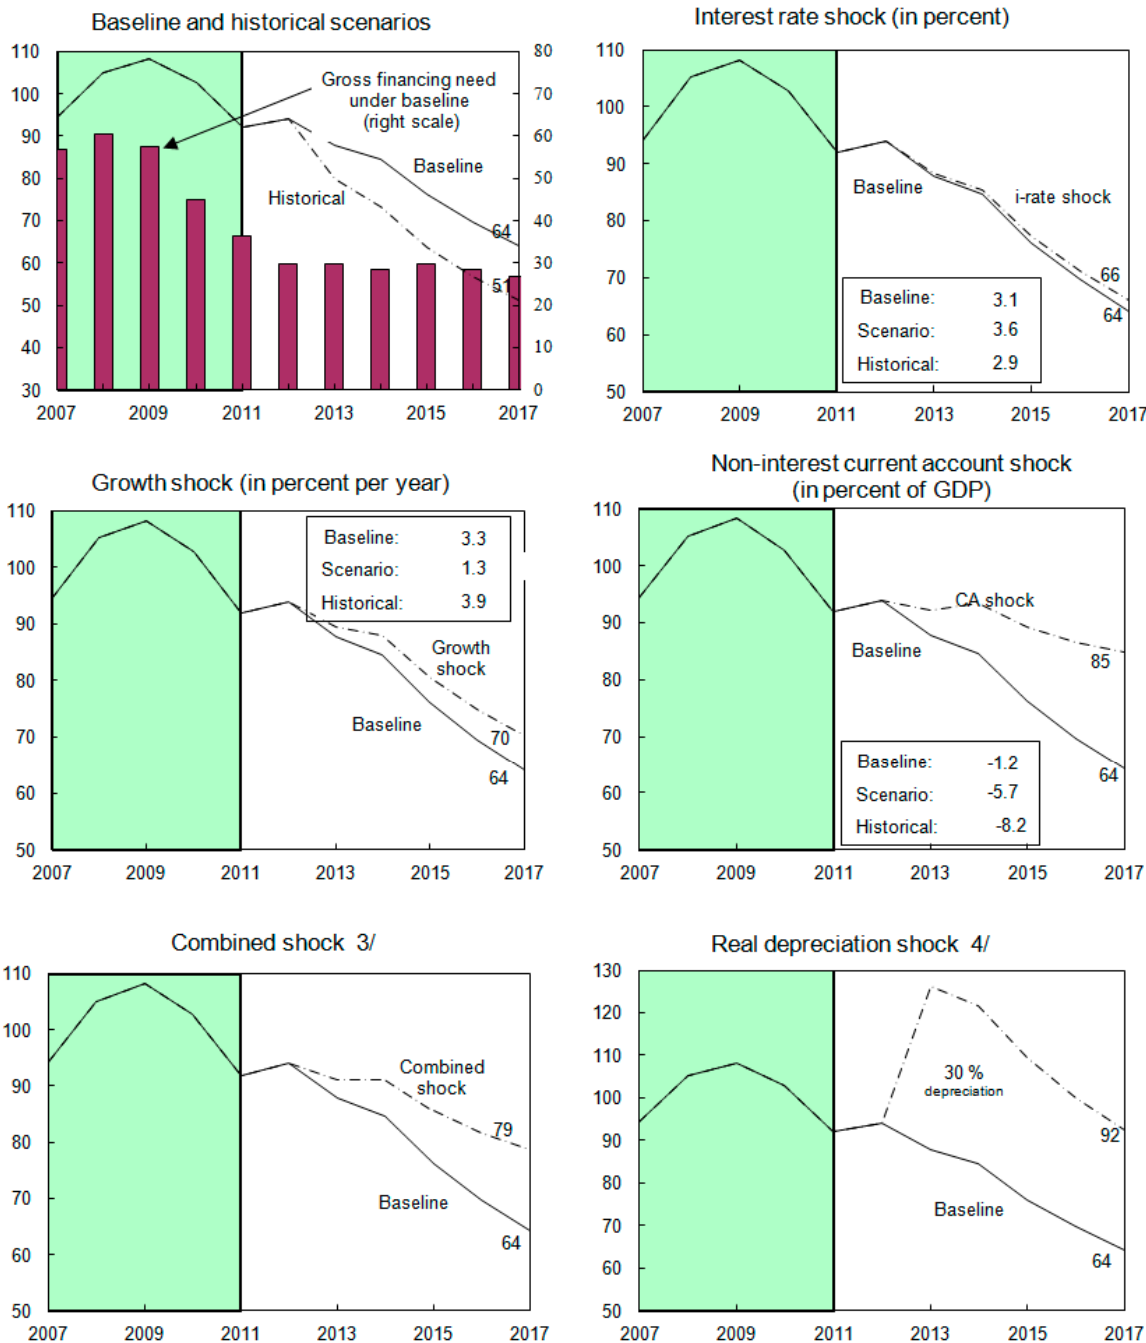 Baseline and historical scenarios
110
100
90
80
70
60
50
40
30
80
70
60
50
40
30
20
10
0
Gross financing need
under baseline
(right scale)
Baseline
Historical
64
51
2007 2009 2011 2013 2015 2017
Interest rate shock (in percent)
110
100
90
80
70
60
50
Baseline
i-rate shock
66
64
Baseline: 3.1
Scenario: 3.6
Historical: 2.9
2007 2009 2011 2013 2015 2017
Growth shock (in percent per year)
110
100
90
80
70
60
50
Baseline: 3.3
Scenario: 1.3
Historical: 3.9
Growth
shock
Baseline
70
64
2007 2009 2011 2013 2015 2017
Non-interest current account shock
(in percent of GDP)
110
100
90
80
70
60
50
CA shock
Baseline
85
64
Baseline: -1.2
Scenario: -5.7
Historical: -8.2
2007 2009 2011 2013 2015 2017
Combined shock 3/
110
100
90
80
70
60
50
Combined
shock
79
Baseline
64
2007 2009 2011 2013 2015 2017
Real depreciation shock 4/
130
120
110
100
90
80
70
60
50
30 %
depreciation
92
Baseline
64
2007 2009 2011 2013 2015 2017